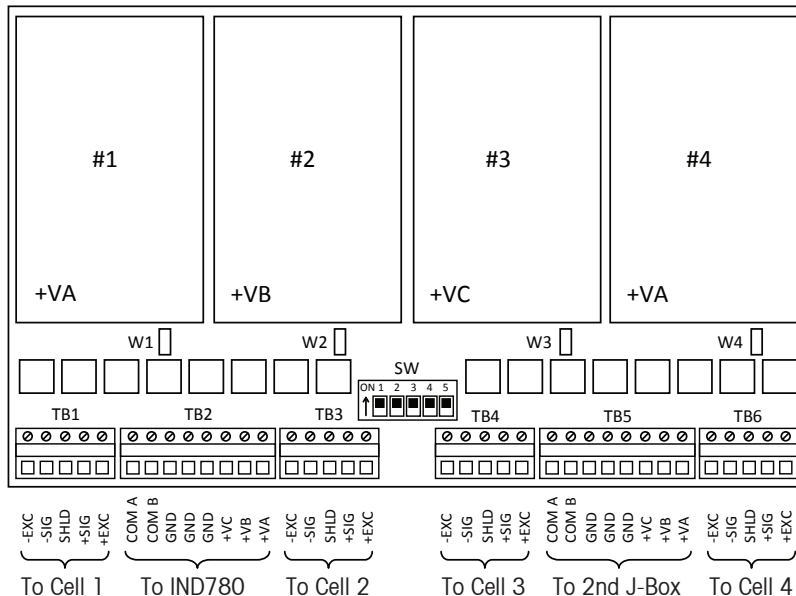 #1 #2 #3 #4
+VA +VB +VC +VA
W1 W2 W3 W4
SW
ON 1 2 3 4 5
TB1 TB2 TB3 TB4 TB5 TB6
-EXC -SIG SHLD +SIG +EXC COM A COM B GND GND GND +VC +VB +VA -EXC -SIG SHLD +SIG +EXC -EXC -SIG SHLD +SIG +EXC COM A COM B GND GND GND +VC +VB +VA -EXC -SIG SHLD +SIG +EXC
To Cell 1 To IND780 To Cell 2 To Cell 3 To 2nd J-Box To Cell 4